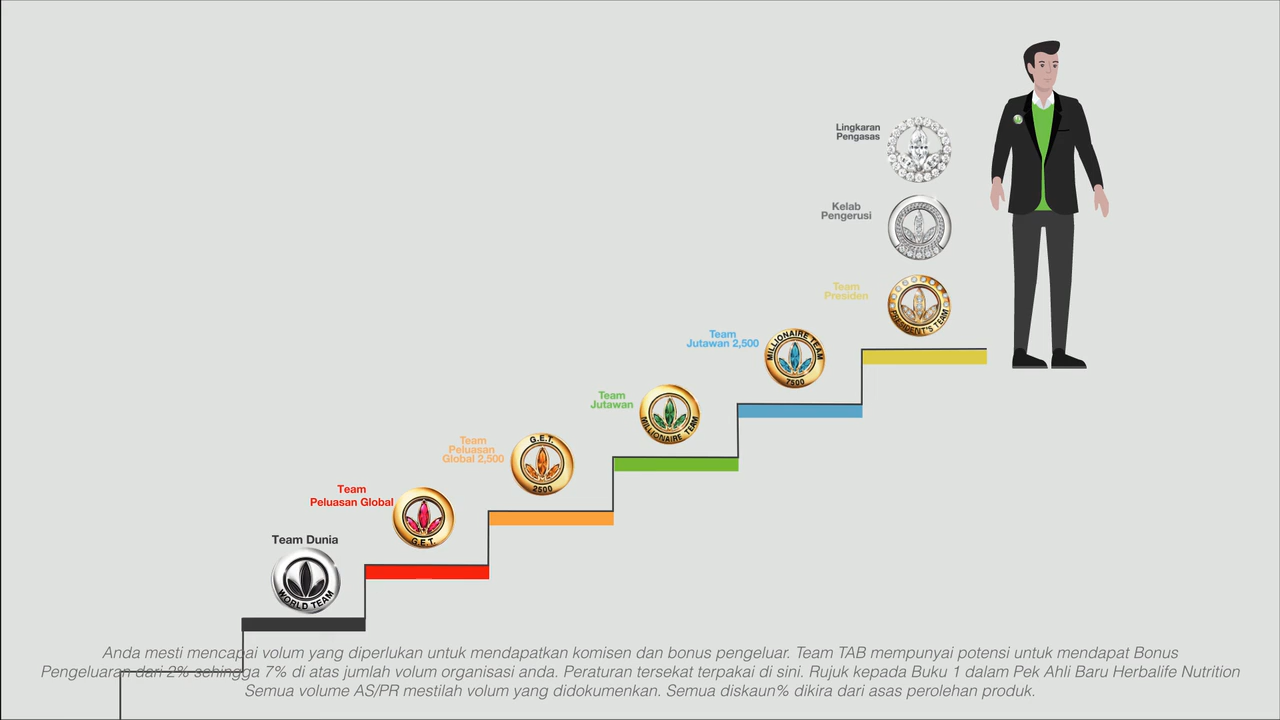 Lingkaran
Pengasas
Kelab
Pengerusi
Team
Presiden
PRESIDENT'S TEAM
Team
Jutawan 2,500
MILLIONAIRE TEAM
7500
Team
Jutawan
MILLIONAIRE TEAM
Team
Peluasan
Global 2,500
G.E.T.
2500
Team
Peluasan Global
G.E.T.
Team Dunia
WORLD TEAM
Anda mesti mencapai volum yang diperlukan untuk mendapatkan komisen dan bonus pengeluar. Team TAB mempunyai potensi untuk mendapat Bonus
Pengeluaran dari 2% sehingga 7% di atas jumlah volum organisasi anda. Peraturan tersekat terpakai di sini. Rujuk kepada Buku 1 dalam Pek Ahli Baru Herbalife Nutrition
Semua volume AS/PR mestilah volum yang didokumenkan. Semua diskaun% dikira dari asas perolehan produk.